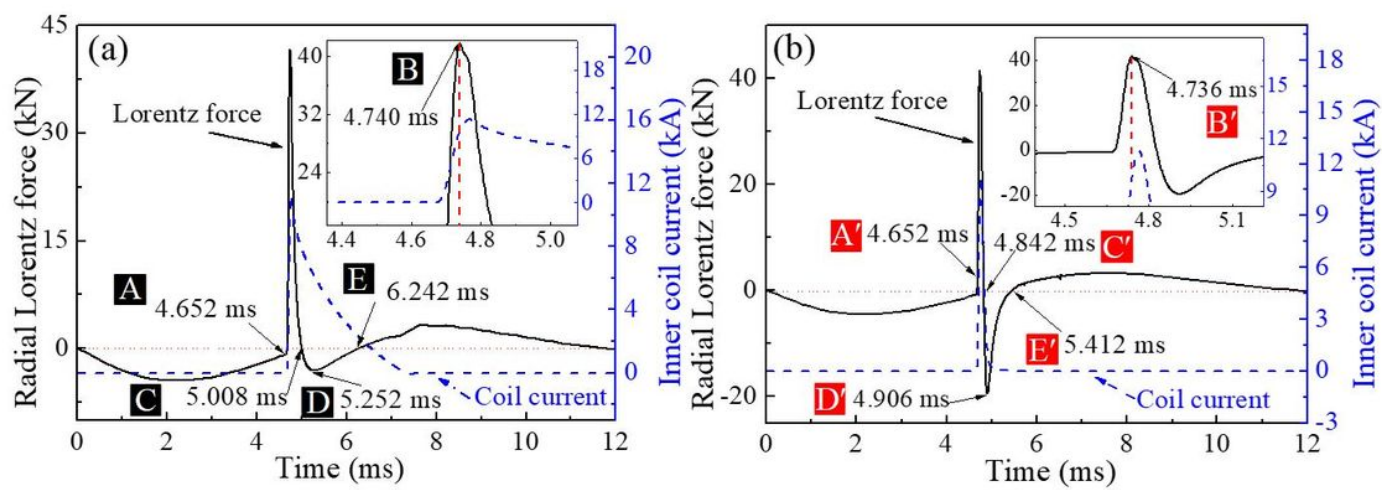 (a)
Radial Lorentz force (kN)
45
30
15
0
Lorentz force
A
4.652 ms
C
5.008 ms
D
5.252 ms
E
6.242 ms
Coil current
B
4.740 ms
40
32
24
18
12
6
0
4.4 4.6 4.8 5.0
20
16
12
8
4
0
Inner coil current (kA)
0 2 4 6 8 10 12
Time (ms)
(b)
Radial Lorentz force (kN)
40
20
0
-20
Lorentz force
A′ 4.652 ms
4.842 ms C′
D′ 4.906 ms
E′ 5.412 ms
Coil current
4.736 ms
B′
40
20
0
-20
15
12
9
4.5 4.8 5.1
18
15
12
9
6
3
0
-3
Inner coil current (kA)
0 2 4 6 8 10 12
Time (ms)